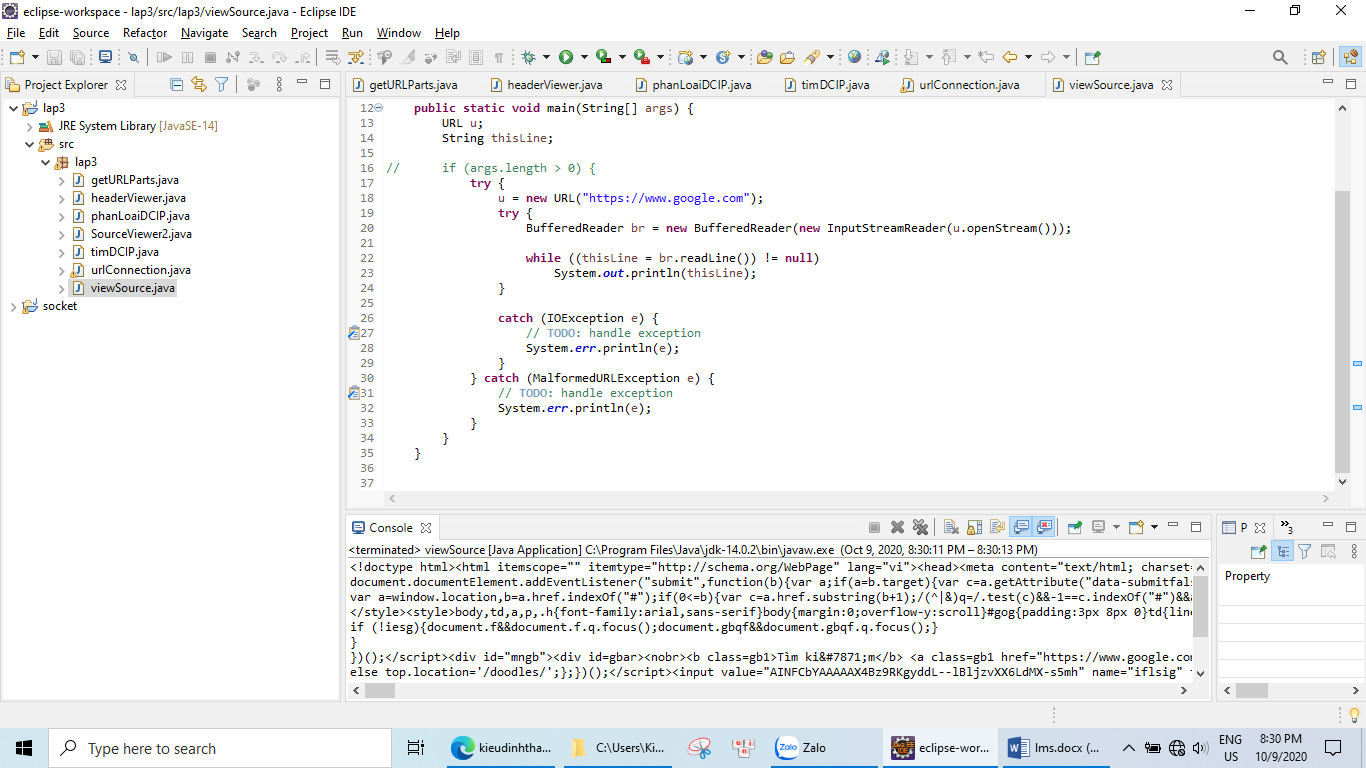 eclipse-workspace - lap3/src/lap3/viewSource.java - Eclipse IDE
File Edit Source Refactor Navigate Search Project Run Window Help
Project Explorer
lap3
JRE System Library [JavaSE-14]
src
lap3
getURLParts.java
headerViewer.java
phanLoaiDCIP.java
SourceViewer2.java
timDCIP.java
urlConnection.java
viewSource.java
socket
getURLParts.java headerViewer.java phanLoaiDCIP.java timDCIP.java urlConnection.java viewSource.java
12 public static void main(String[] args) {
13 URL u;
14 String thisLine;
15
16 // if (args.length > 0) {
17 try {
18 u = new URL("https://www.google.com");
19 try {
20 BufferedReader br = new BufferedReader(new InputStreamReader(u.openStream()));
21
22 while ((thisLine = br.readLine()) != null)
23 System.out.println(thisLine);
24 }
25
26 catch (IOException e) {
27 // TODO: handle exception
28 System.err.println(e);
29 }
30 } catch (MalformedURLException e) {
31 // TODO: handle exception
32 System.err.println(e);
33 }
34 }
35 }
36
37
Console
<terminated> viewSource [Java Application] C:\Program Files\Java\jdk-14.0.2\bin\javaw.exe (Oct 9, 2020, 8:30:11 PM – 8:30:13 PM)
<!doctype html><html itemscope="" itemtype="http://schema.org/WebPage" lang="vi"><head><meta content="text/html; charset=
document.documentElement.addEventListener("submit",function(b){var a;if(a=b.target){var c=a.getAttribute("data-submitfals
var a=window.location,b=a.href.indexOf("#");if(0<=b){var c=a.href.substring(b+1);/(^|&)q=/.test(c)&&-1==c.indexOf("#")&&a
</style><style>body,td,a,p,.h{font-family:arial,sans-serif}body{margin:0;overflow-y:scroll}#gog{padding:3px 8px 0}td{line
if (!iesg){document.f&&document.f.q.focus();document.gbqf&&document.gbqf.q.focus();}
}
})();</script><div id="mngb"><div id=gbar><nobr><b class=gb1>Tìm ki&#7871;m</b> <a class=gb1 href="https://www.google.com
else top.location='/doodles/';};})();</script><input value="AINFCbYAAAAAX4Bz9RKgyddL--lBljzvXX6LdMX-s5mh" name="iflsig"
P
3
Property
Type here to search
kieudinhtha...
C:\Users\Ki...
Zalo Zalo
eclipse-wor...
lms.docx (...
ENG
US
8:30 PM
10/9/2020